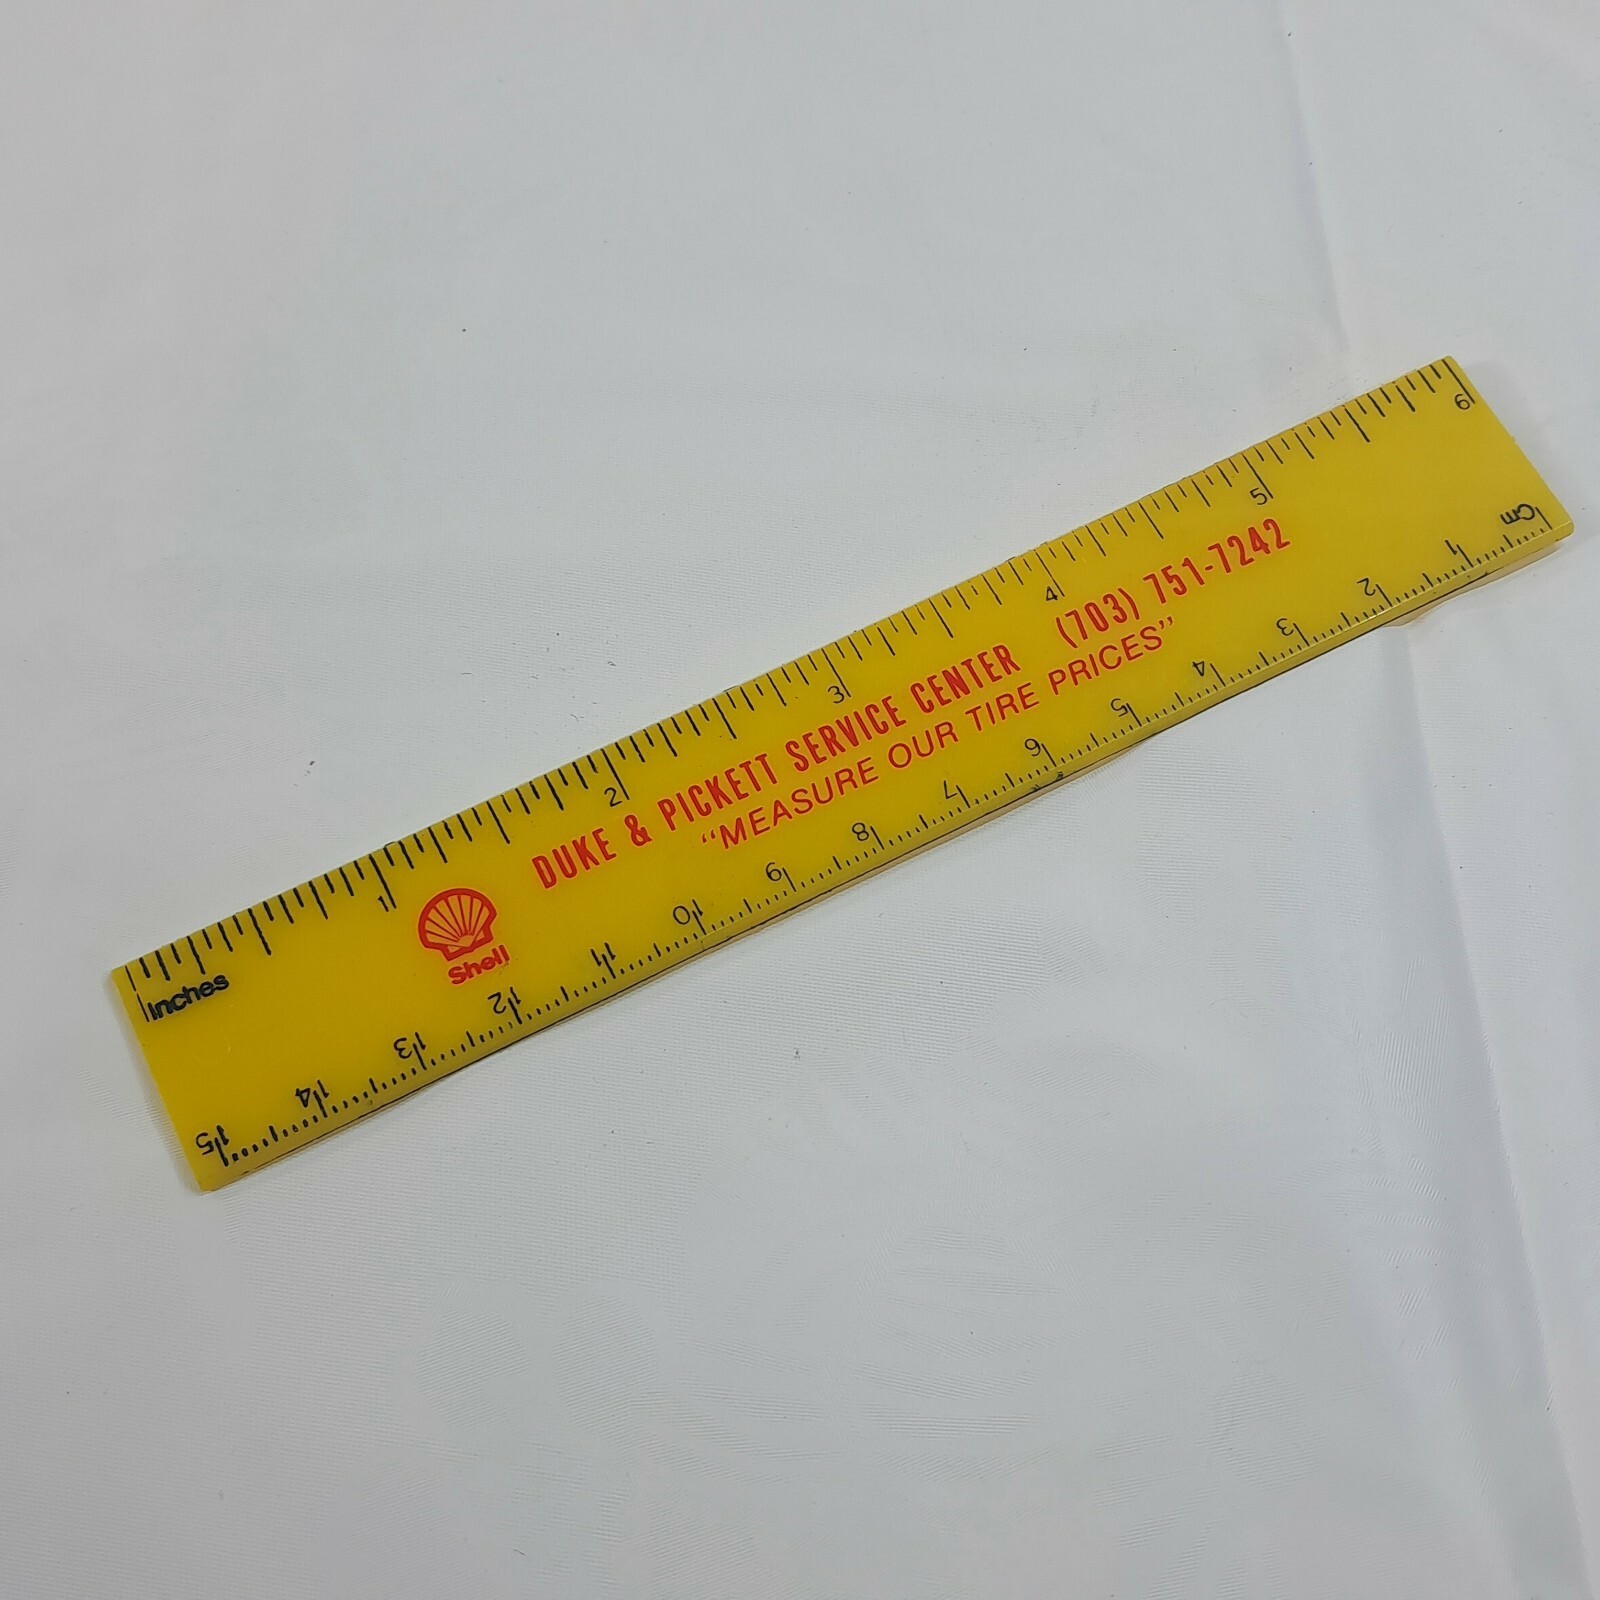 1 2 3 4 5 6
Inches
DUKE & PICKETT SERVICE CENTER (703) 751-7242
"MEASURE OUR TIRE PRICES"
Shell
cm
1 2 3 4 5 6 7 8 9 10 11 12 13 14 15